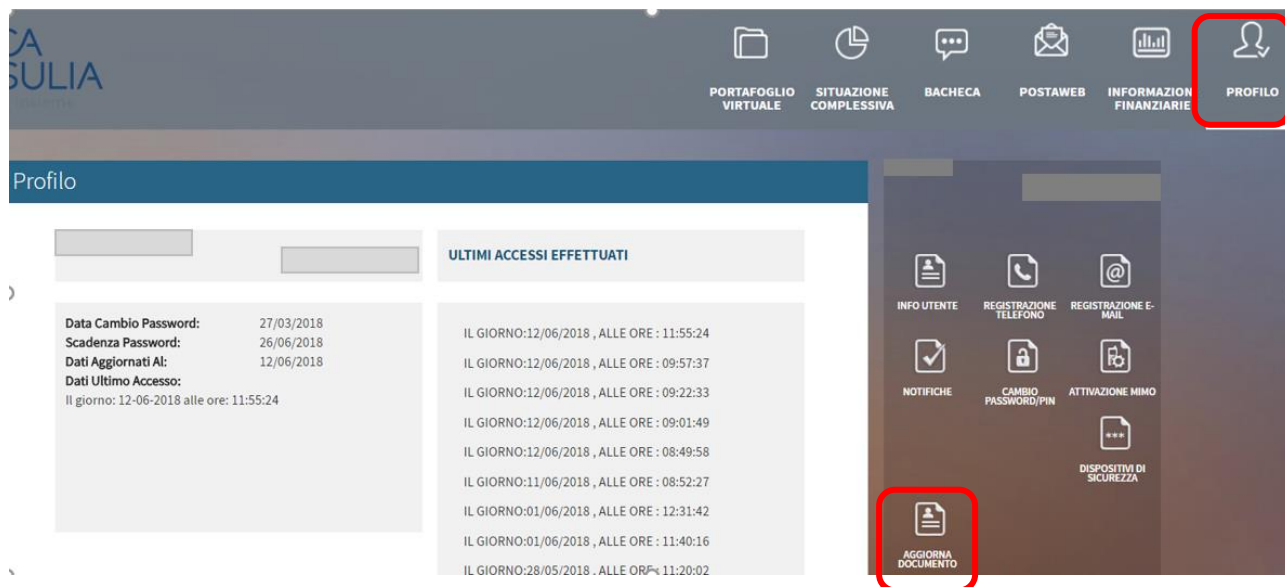 CA
SULIA
PORTAFOGLIO
VIRTUALE
SITUAZIONE
COMPLESSIVA
BACHECA
POSTAWEB
INFORMAZION
FINANZIARIE
PROFILO
Profilo
ULTIMI ACCESSI EFFETTUATI
Data Cambio Password: 27/03/2018
Scadenza Password: 26/06/2018
Dati Aggiornati Al: 12/06/2018
Dati Ultimo Accesso:
Il giorno: 12-06-2018 alle ore: 11:55:24
IL GIORNO:12/06/2018 , ALLE ORE : 11:55:24
IL GIORNO:12/06/2018 , ALLE ORE : 09:57:37
IL GIORNO:12/06/2018 , ALLE ORE : 09:22:33
IL GIORNO:12/06/2018 , ALLE ORE : 09:01:49
IL GIORNO:12/06/2018 , ALLE ORE : 08:49:58
IL GIORNO:11/06/2018 , ALLE ORE : 08:52:27
IL GIORNO:01/06/2018 , ALLE ORE : 12:31:42
IL GIORNO:01/06/2018 , ALLE ORE : 11:40:16
IL GIORNO:28/05/2018 , ALLE ORE : 11:20:02
INFO UTENTE
REGISTRAZIONE
TELEFONO
REGISTRAZIONE E-
MAIL
NOTIFICHE
CAMBIO
PASSWORD/PIN
ATTIVAZIONE MIMO
DISPOSITIVI DI
SICUREZZA
AGGIORNA
DOCUMENTO